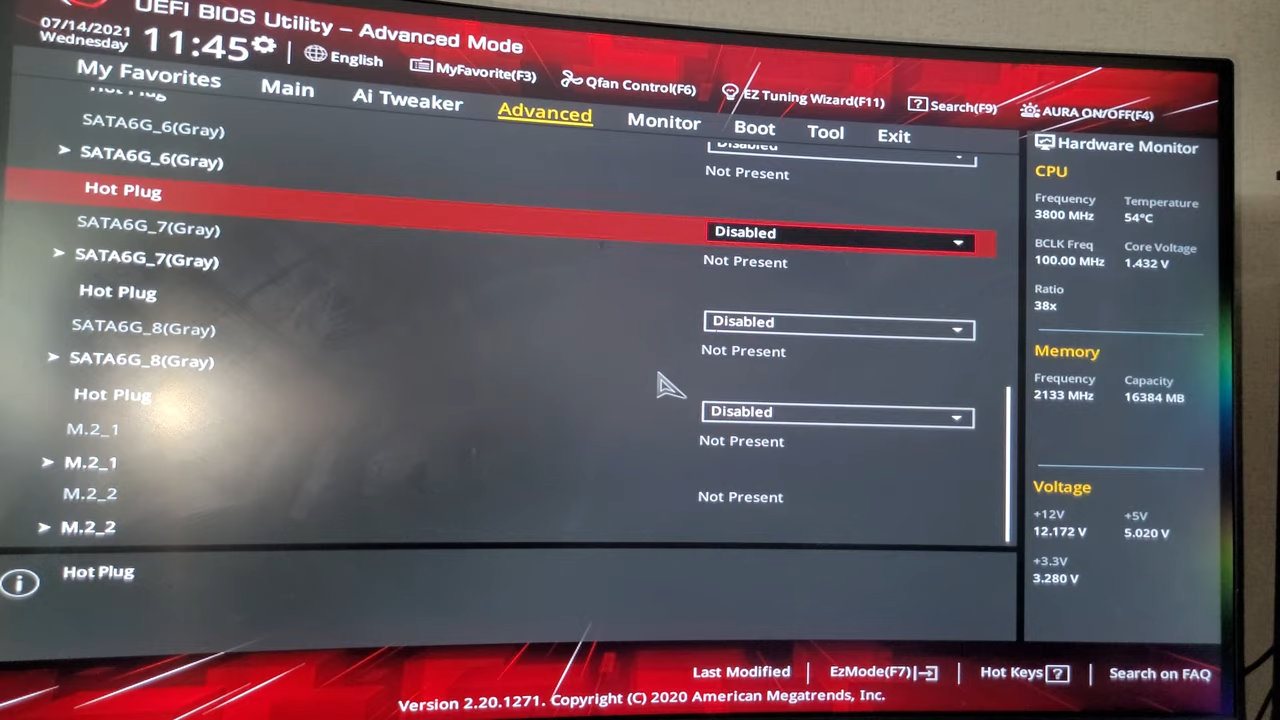 UEFI BIOS Utility – Advanced Mode
07/14/2021
Wednesday
11:45
English
MyFavorite(F3)
Qfan Control(F6)
EZ Tuning Wizard(F11)
Search(F9)
AURA ON/OFF(F4)
My Favorites
Main
Ai Tweaker
Advanced
Monitor
Boot
Tool
Exit
Hot Plug
Disabled
SATA6G_6(Gray)
Not Present
SATA6G_6(Gray)
Hot Plug
Disabled
SATA6G_7(Gray)
Not Present
SATA6G_7(Gray)
Hot Plug
Disabled
SATA6G_8(Gray)
Not Present
SATA6G_8(Gray)
Hot Plug
Disabled
M.2_1
Not Present
M.2_1
M.2_2
Not Present
M.2_2
Hot Plug
Hardware Monitor
CPU
Frequency Temperature
3800 MHz 54°C
BCLK Freq Core Voltage
100.00 MHz 1.432 V
Ratio
38x
Memory
Frequency Capacity
2133 MHz 16384 MB
Voltage
+12V +5V
12.172 V 5.020 V
+3.3V
3.280 V
Last Modified
EzMode(F7)
Hot Keys ?
Search on FAQ
Version 2.20.1271. Copyright (C) 2020 American Megatrends, Inc.